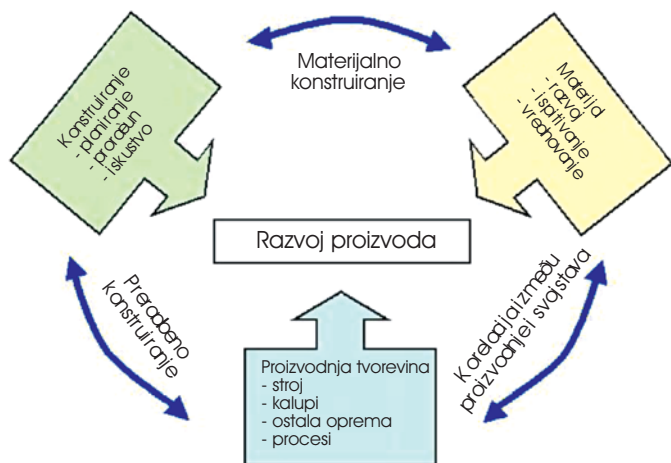 Materijalno
konstruiranje
Konstruiranje
- planiranje
- proračun
- iskustvo
Materijal
- razvoj
- ispitivanje
- vrednovanje
Razvoj proizvoda
Preradbeno
konstruiranje
Korelacija između
proizvodnje i svojstava
Proizvodnja tvorevina
- stroj
- kalupi
- ostala oprema
- procesi